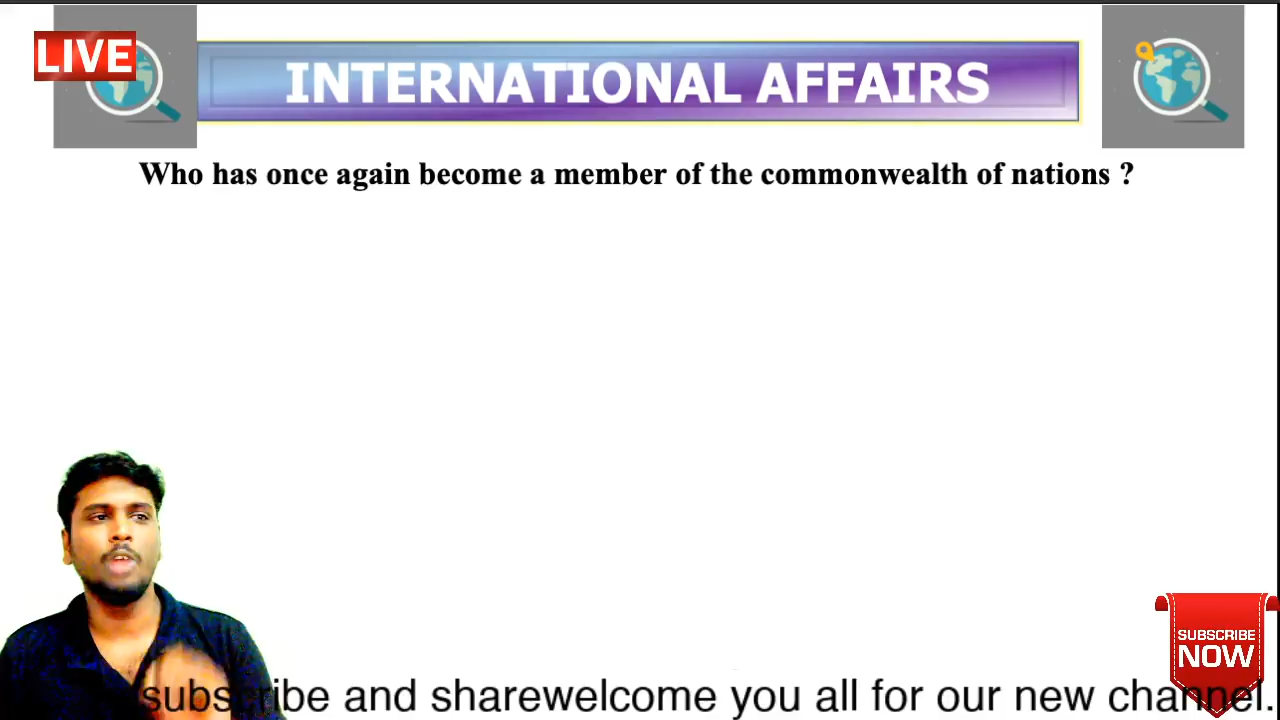 LIVE
INTERNATIONAL AFFAIRS
Who has once again become a member of the commonwealth of nations ?
SUBSCRIBE
NOW
subscribe and sharewelcome you all for our new channel.